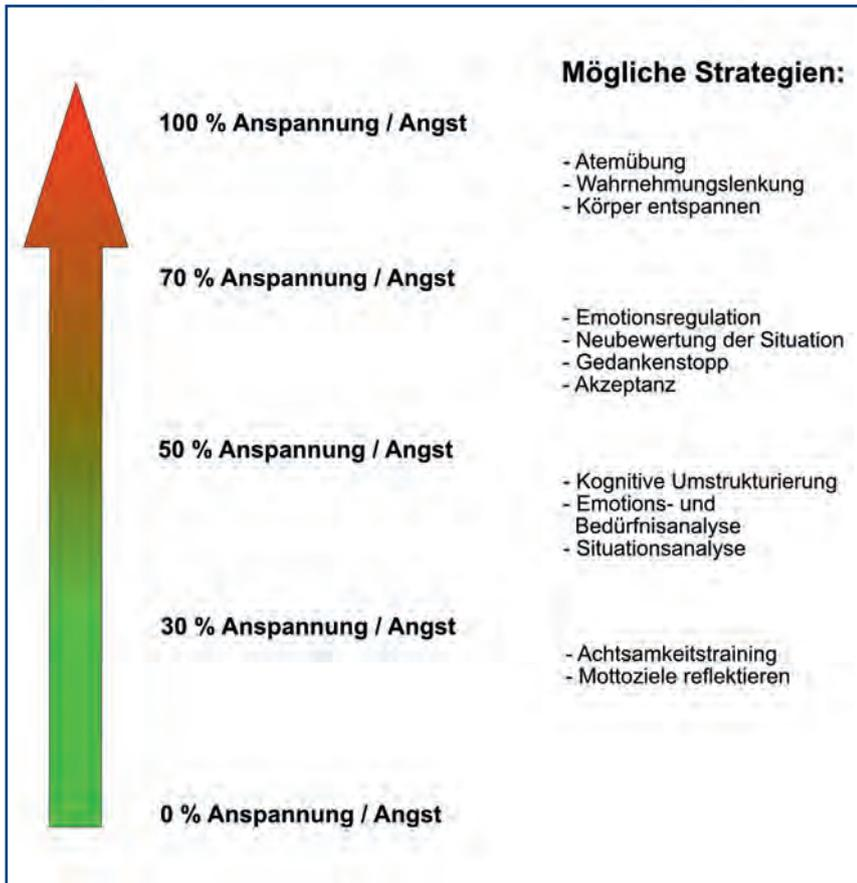 Mögliche Strategien:
100 % Anspannung / Angst
- Atemübung
- Wahrnehmungslenkung
- Körper entspannen
70 % Anspannung / Angst
- Emotionsregulation
- Neubewertung der Situation
- Gedankenstopp
- Akzeptanz
50 % Anspannung / Angst
- Kognitive Umstrukturierung
- Emotions- und
Bedürfnisanalyse
- Situationsanalyse
30 % Anspannung / Angst
- Achtsamkeitstraining
- Mottoziele reflektieren
0 % Anspannung / Angst